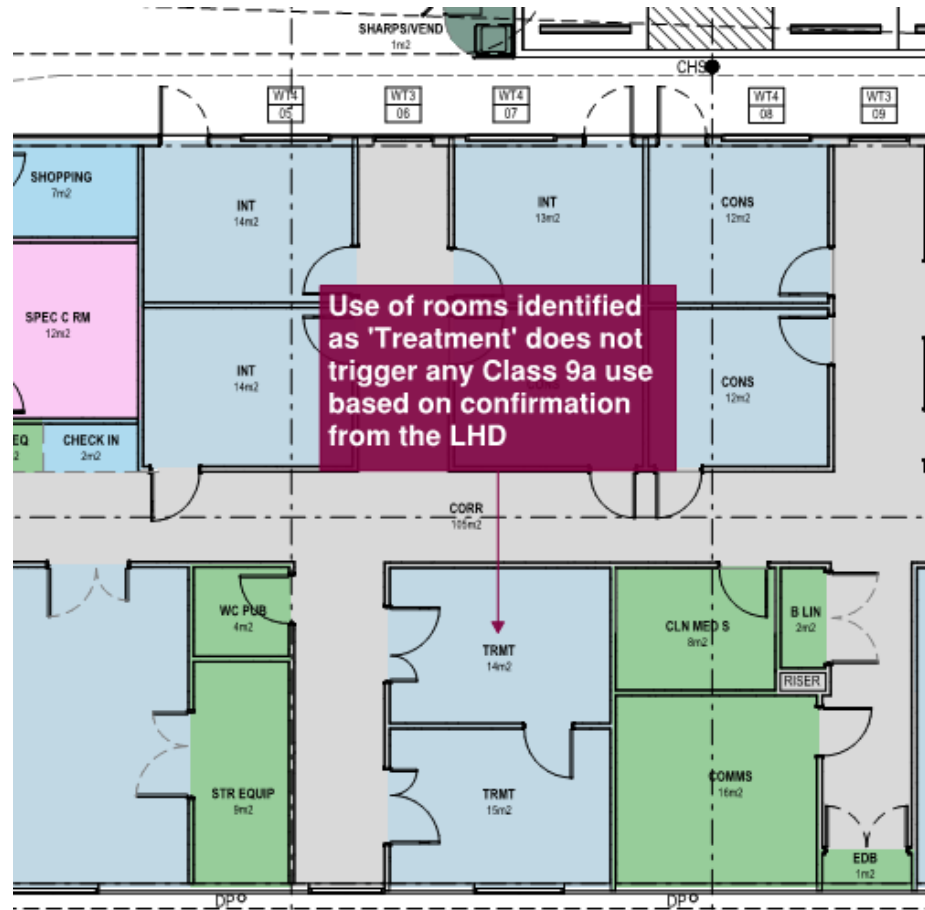 SHARPS/VEND
1m2
CHS
WT4
05
WT3
06
WT4
07
WT4
08
WT3
09
SHOPPING
7m2
INT
14m2
INT
13m2
CONS
12m2
SPEC C RM
12m2
Use of rooms identified
as 'Treatment' does not
trigger any Class 9a use
based on confirmation
from the LHD
INT
14m2
CONS
CONS
12m2
EQ
2
CHECK IN
2m2
CORR
105m2
WC PUB
4m2
TRMT
14m2
CLN MED S
8m2
B LIN
2m2
RISER
STR EQUIP
9m2
TRMT
15m2
COMMS
16m2
EDB
1m2
DP
DP